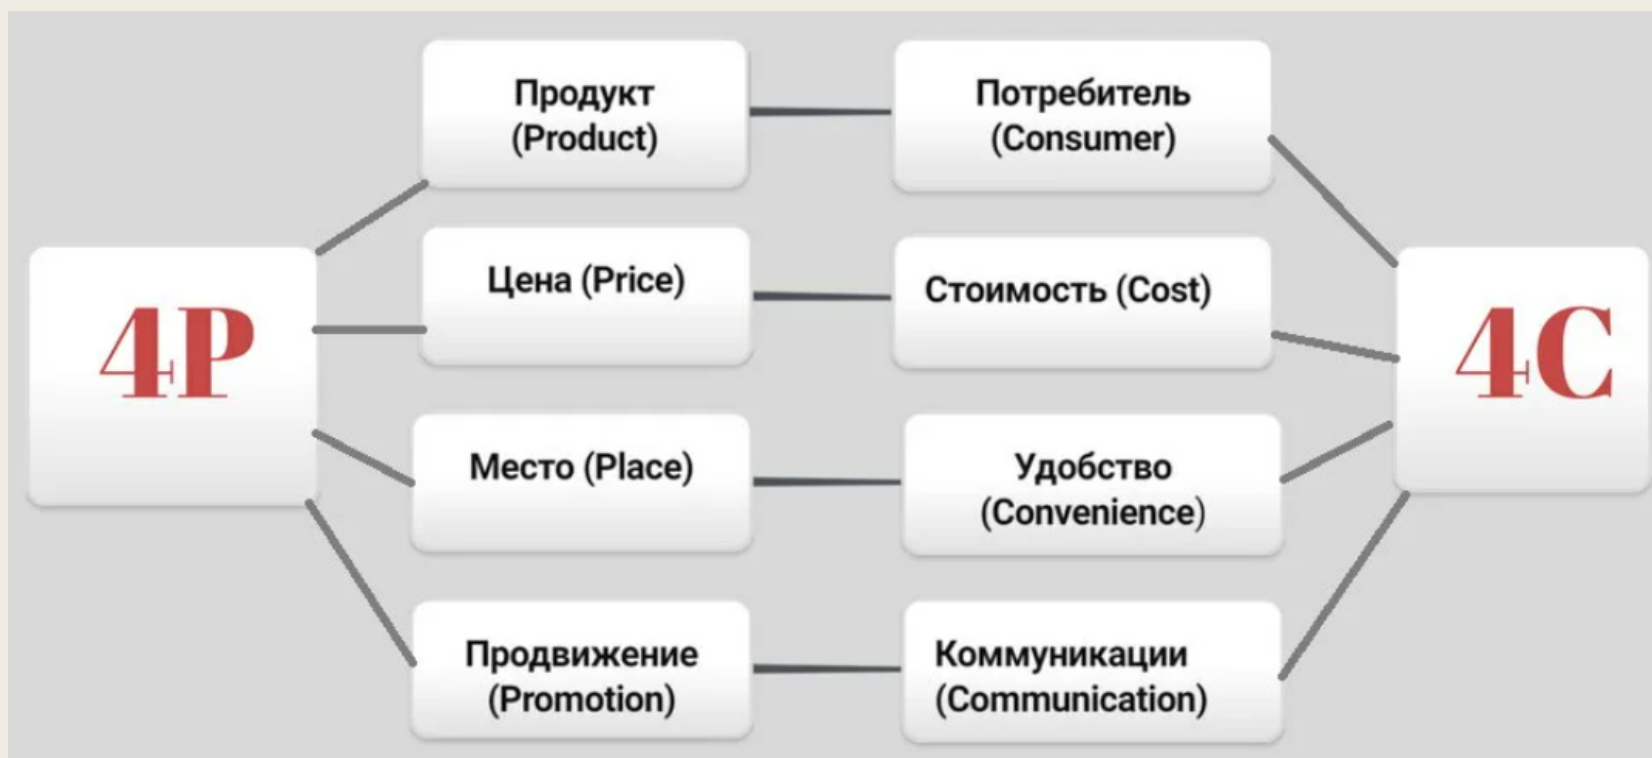 Продукт
(Product)
Потребитель
(Consumer)
Цена (Price)
Стоимость (Cost)
4P
4C
Место (Place)
Удобство
(Convenience)
Продвижение
(Promotion)
Коммуникации
(Communication)